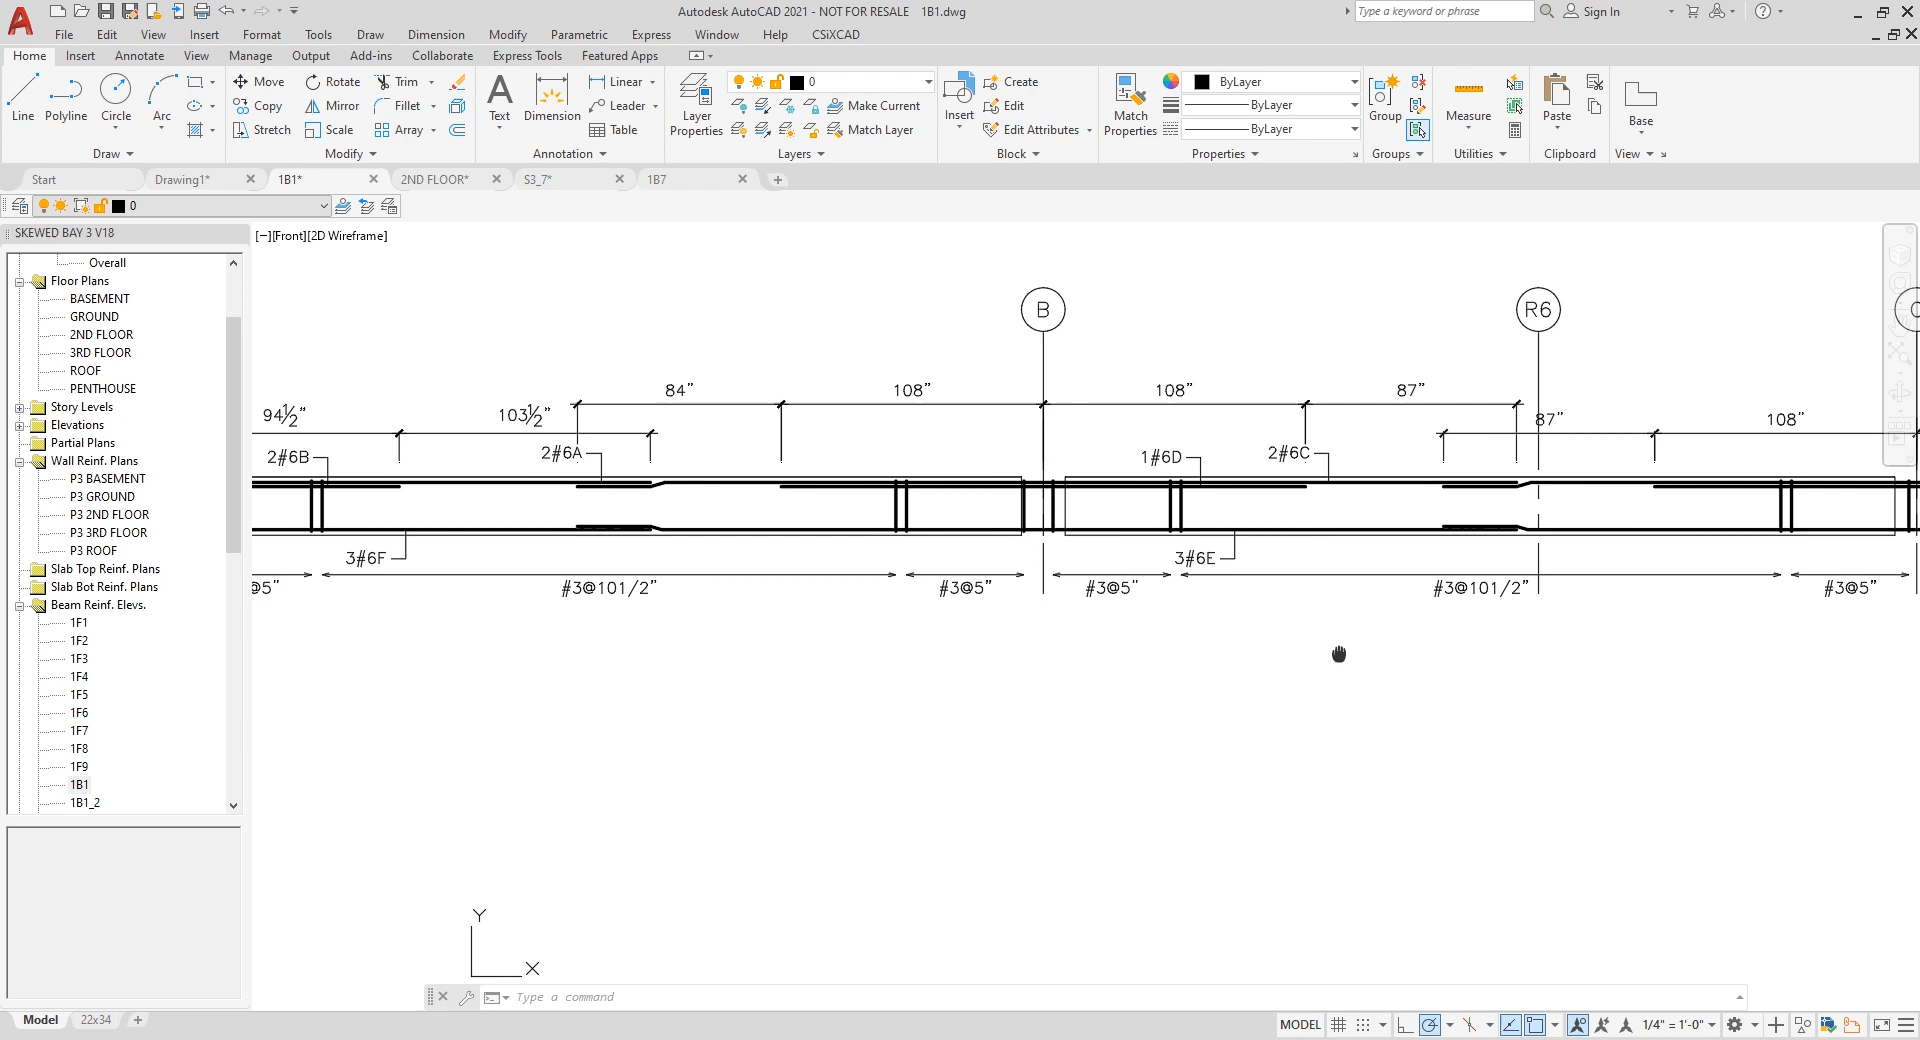 Autodesk AutoCAD 2021 - NOT FOR RESALE 1B1.dwg
Type a keyword or phrase
Sign In
File Edit View Insert Format Tools Draw Dimension Modify Parametric Express Window Help CSiXCAD
Home Insert Annotate View Manage Output Add-ins Collaborate Express Tools Featured Apps
Line Polyline Circle Arc
Move Rotate Trim
Copy Mirror Fillet
Stretch Scale Array
Text Dimension
Linear
Leader
Table
Layer Properties
0
Make Current
Match Layer
Insert
Create
Edit
Edit Attributes
Match Properties
ByLayer
ByLayer
ByLayer
Group
Measure
Paste
Base
Draw Modify Annotation Layers Block Properties Groups Utilities Clipboard View
Start Drawing1* 1B1* 2ND FLOOR* S3_7* 1B7
0
SKEWED BAY 3 V18
[−][Front][2D Wireframe]
Overall
Floor Plans
BASEMENT
GROUND
2ND FLOOR
3RD FLOOR
ROOF
PENTHOUSE
Story Levels
Elevations
Partial Plans
Wall Reinf. Plans
P3 BASEMENT
P3 GROUND
P3 2ND FLOOR
P3 3RD FLOOR
P3 ROOF
Slab Top Reinf. Plans
Slab Bot Reinf. Plans
Beam Reinf. Elevs.
1F1
1F2
1F3
1F4
1F5
1F6
1F7
1F8
1F9
1B1
1B1_2
B R6
84” 108” 108” 87”
94½” 103½” 87” 108”
2#6B 2#6A 1#6D 2#6C
3#6F 3#6E
@5” #3@101/2” #3@5” #3@5” #3@101/2” #3@5”
Y
X
Type a command
Model 22x34
MODEL 1/4" = 1'-0"